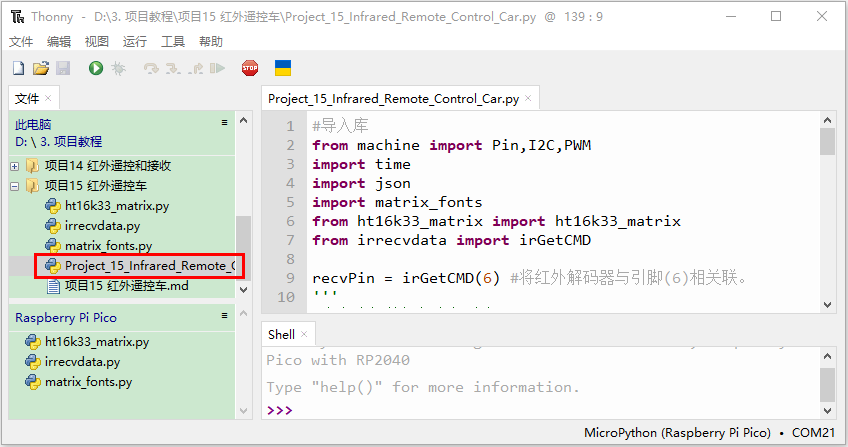 Thonny - D:\3. 项目教程\项目15 红外遥控车\Project_15_Infrared_Remote_Control_Car.py @ 139 : 9
文件 编辑 视图 运行 工具 帮助
STOP
文件 ×
此电脑
D: \ 3. 项目教程
项目14 红外遥控和接收
项目15 红外遥控车
ht16k33_matrix.py
irrecvdata.py
matrix_fonts.py
Project_15_Infrared_Remote_C
项目15 红外遥控车.md
Raspberry Pi Pico
ht16k33_matrix.py
irrecvdata.py
matrix_fonts.py
Project_15_Infrared_Remote_Control_Car.py ×
1 #导入库
2 from machine import Pin,I2C,PWM
3 import time
4 import json
5 import matrix_fonts
6 from ht16k33_matrix import ht16k33_matrix
7 from irrecvdata import irGetCMD
8
9 recvPin = irGetCMD(6) #将红外解码器与引脚(6)相关联。
10 '''
Shell ×
Pico with RP2040
Type "help()" for more information.
>>>
MicroPython (Raspberry Pi Pico) • COM21